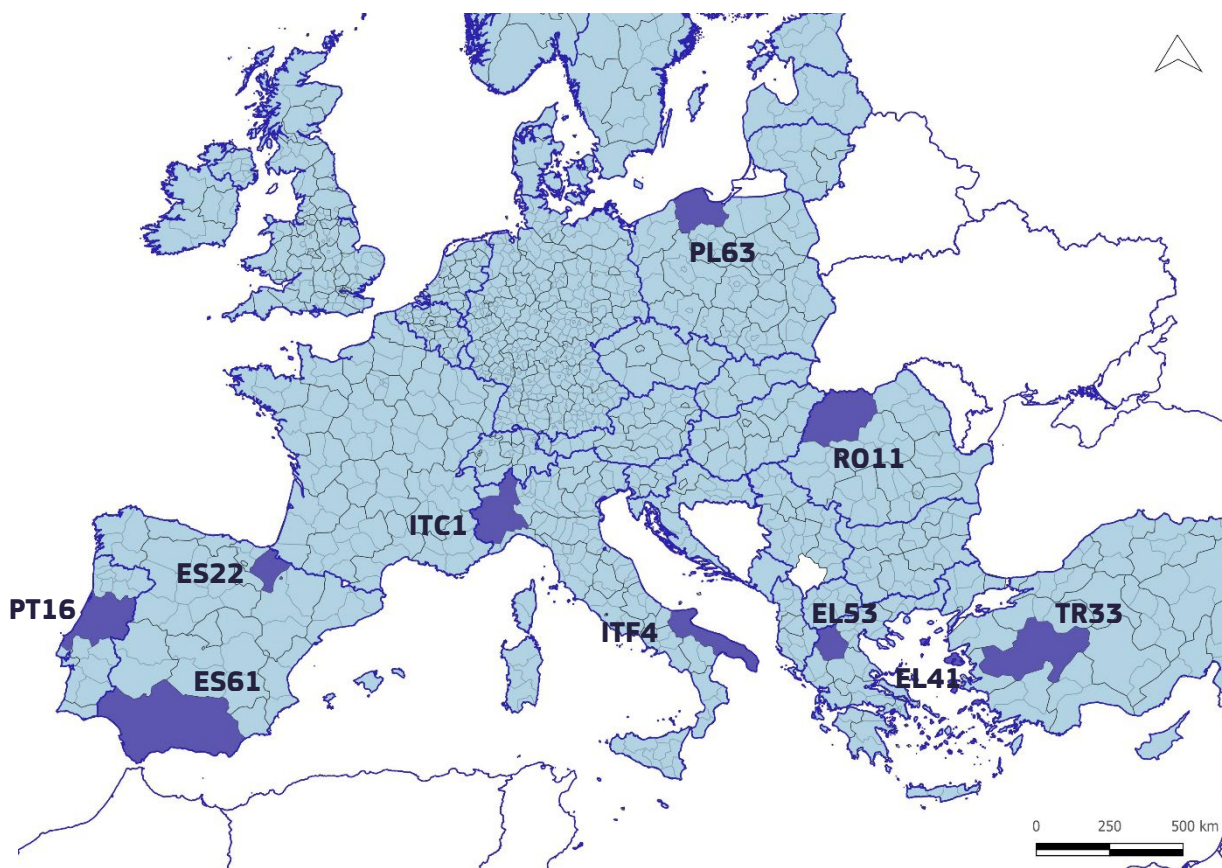 PL63
RO11
ITC1
ES22
PT16
EL53
TR33
ITF4
EL41
ES61
0 250 500 km